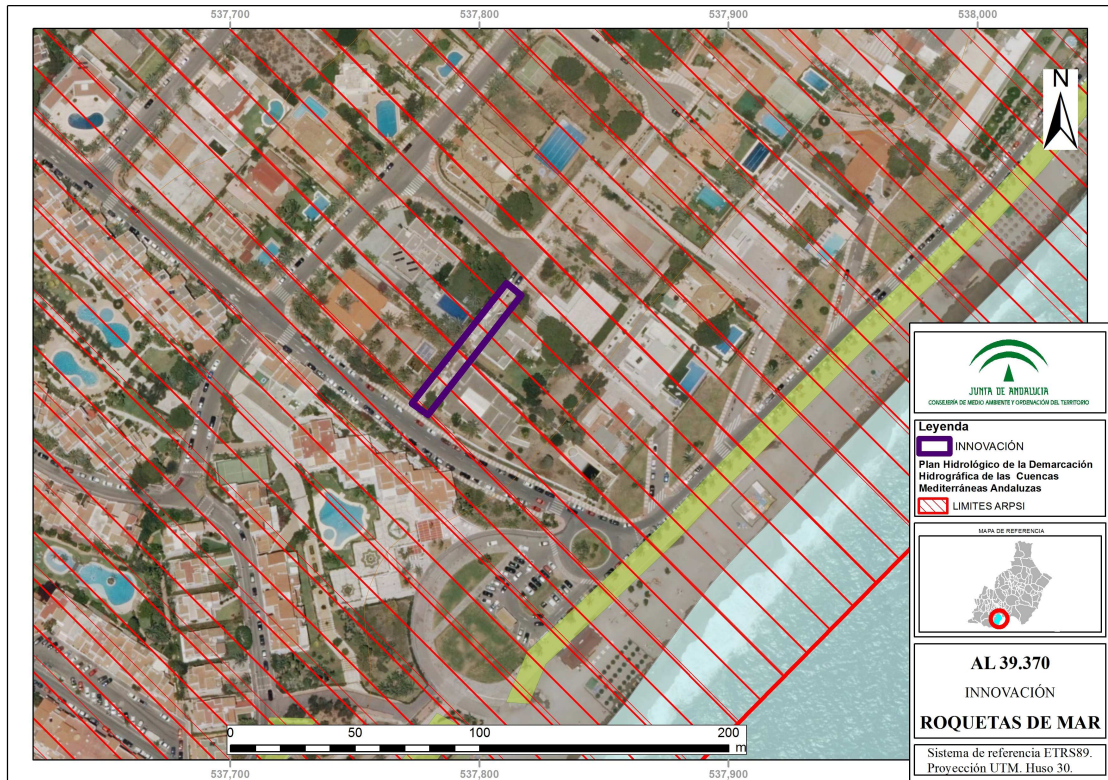 537,700 537,800 537,900 538,000
N
JUNTA DE ANDALUCIA
CONSEJERÍA DE MEDIO AMBIENTE Y ORDENACIÓN DEL TERRITORIO
Leyenda
INNOVACIÓN
Plan Hidrológico de la Demarcación
Hidrográfica de las Cuencas
Mediterráneas Andaluzas
LIMITES ARPSI
MAPA DE REFERENCIA
AL 39.370
INNOVACIÓN
ROQUETAS DE MAR
Sistema de referencia ETRS89.
Proyección UTM. Huso 30.
0 50 100 200
m
537,700 537,800 537,900